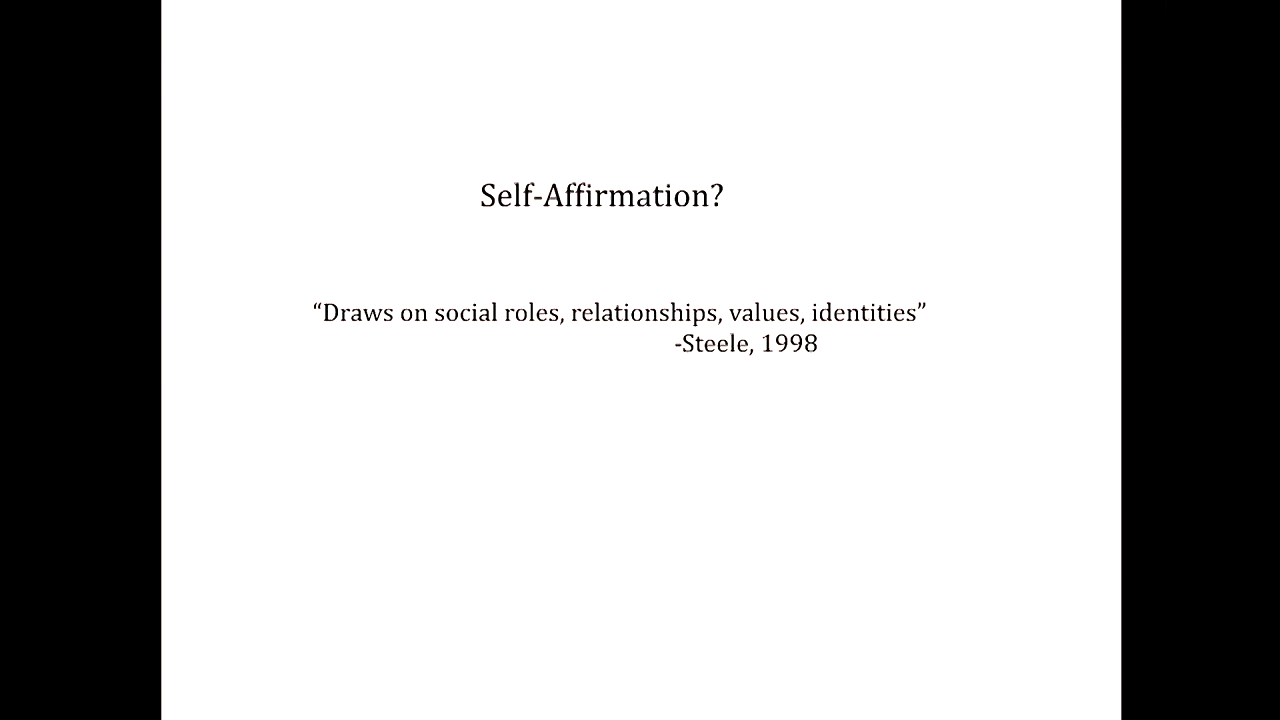 Self-Affirmation?
“Draws on social roles, relationships, values, identities”
-Steele, 1998